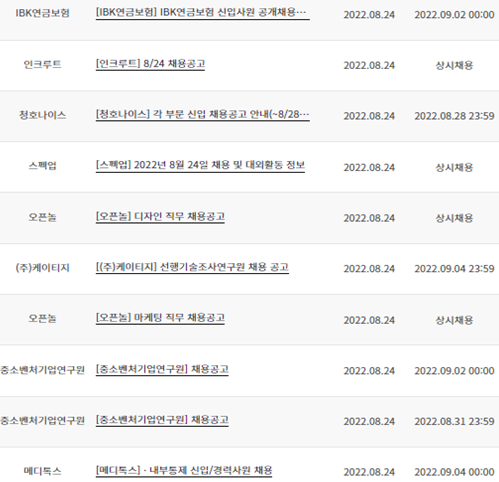 IBK연금보험 [IBK연금보험] IBK연금보험 신입사원 공개채용··· 2022.08.24 2022.09.02 00:00
인크루트 [인크루트] 8/24 채용공고 2022.08.24 상시채용
청호나이스 [청호나이스] 각 부문 신입 채용공고 안내(~8/28··· 2022.08.24 2022.08.28 23:59
스펙업 [스펙업] 2022년 8월 24일 채용 및 대외활동 정보 2022.08.24 상시채용
오픈놀 [오픈놀] 디자인 직무 채용공고 2022.08.24 상시채용
(주)케이티지 [(주)케이티지] 선행기술조사연구원 채용 공고 2022.08.24 2022.09.04 23:59
오픈놀 [오픈놀] 마케팅 직무 채용공고 2022.08.24 상시채용
중소벤처기업연구원 [중소벤처기업연구원] 채용공고 2022.08.24 2022.09.02 00:00
중소벤처기업연구원 [중소벤처기업연구원] 채용공고 2022.08.24 2022.08.31 23:59
메디톡스 [메디톡스] · 내부통제 신입/경력사원 채용 2022.08.24 2022.09.04 00:00